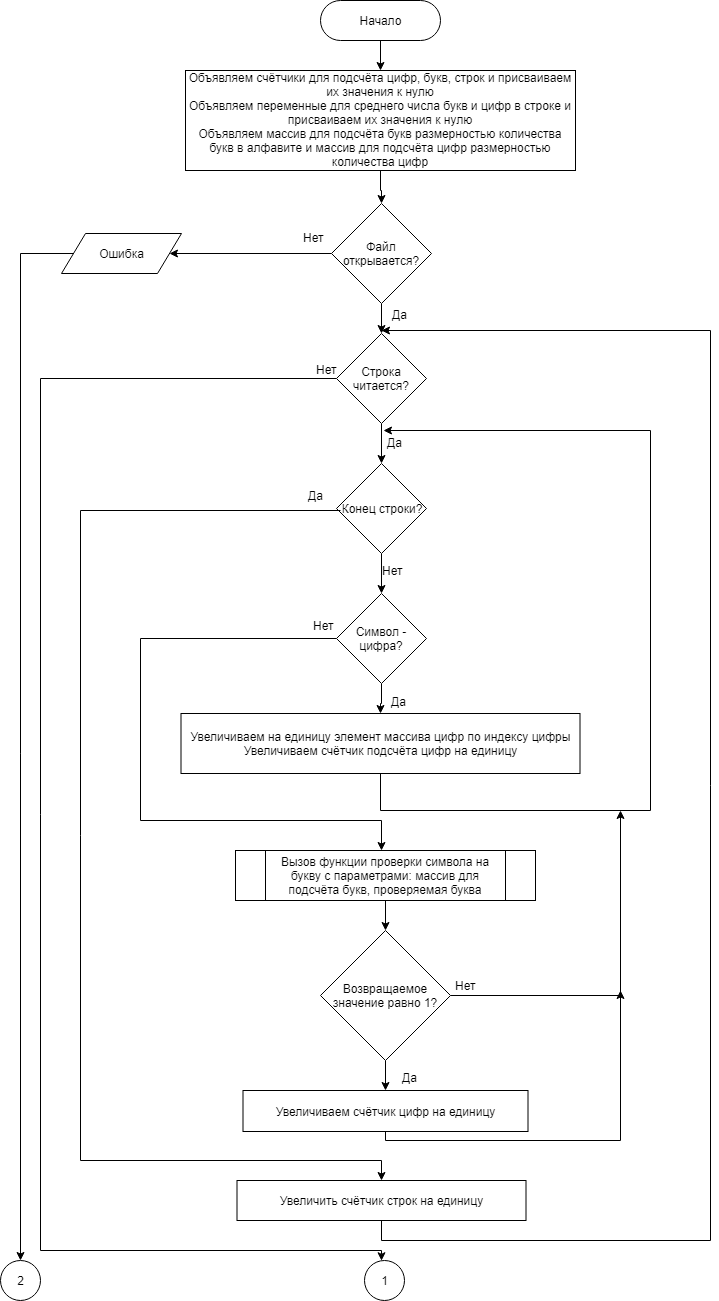 Начало
Объявляем счётчики для подсчёта цифр, букв, строк и присваиваем
их значения к нулю
Объявляем переменные для среднего числа букв и цифр в строке и
присваиваем их значения к нулю
Объявляем массив для подсчёта букв размерностью количества
букв в алфавите и массив для подсчёта цифр размерностью
количества цифр
Нет
Ошибка
Файл
открывается?
Да
Нет
Строка
читается?
Да
Да
Конец строки?
Нет
Нет
Символ -
цифра?
Да
Увеличиваем на единицу элемент массива цифр по индексу цифры
Увеличиваем счётчик подсчёта цифр на единицу
Вызов функции проверки символа на
букву с параметрами: массив для
подсчёта букв, проверяемая буква
Возвращаемое
значение равно 1?
Нет
Да
Увеличиваем счётчик цифр на единицу
Увеличить счётчик строк на единицу
2
1